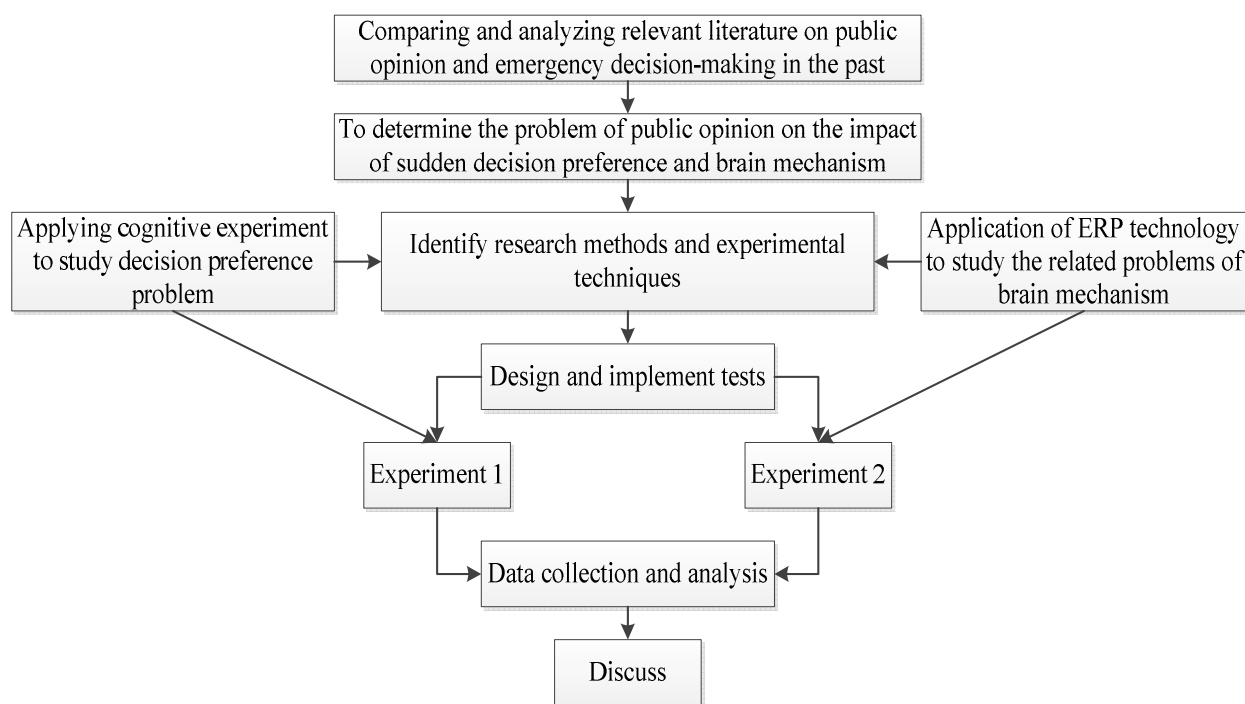 Comparing and analyzing relevant literature on public
opinion and emergency decision-making in the past
To determine the problem of public opinion on the impact
of sudden decision preference and brain mechanism
Applying cognitive experiment
to study decision preference
problem
Identify research methods and experimental
techniques
Application of ERP technology
to study the related problems of
brain mechanism
Design and implement tests
Experiment 1
Experiment 2
Data collection and analysis
Discuss